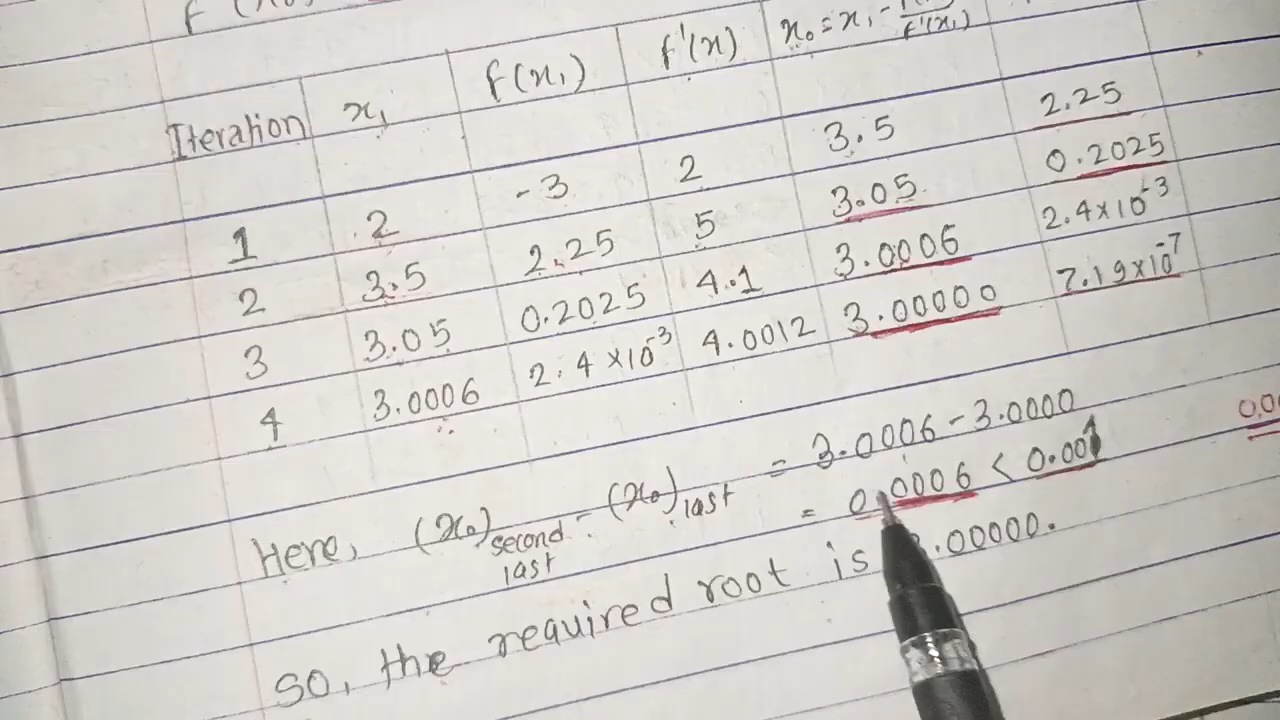 Iteration x₁ f(x₁) f'(x) x₀ = x₁ - f'(x₁)
1 2 -3 2 3.5 2.25
2 3.5 2.25 5 3.05 0.2025
3 3.05 0.2025 4.1 3.0006 2.4×10⁻³
4 3.0006 2.4×10⁻³ 4.0012 3.00000 7.19×10⁻⁷
Here, (x₀)second last - (x₀)last = 3.0006 - 3.0000
= 0.0006 < 0.001
So, the required root is .00000.